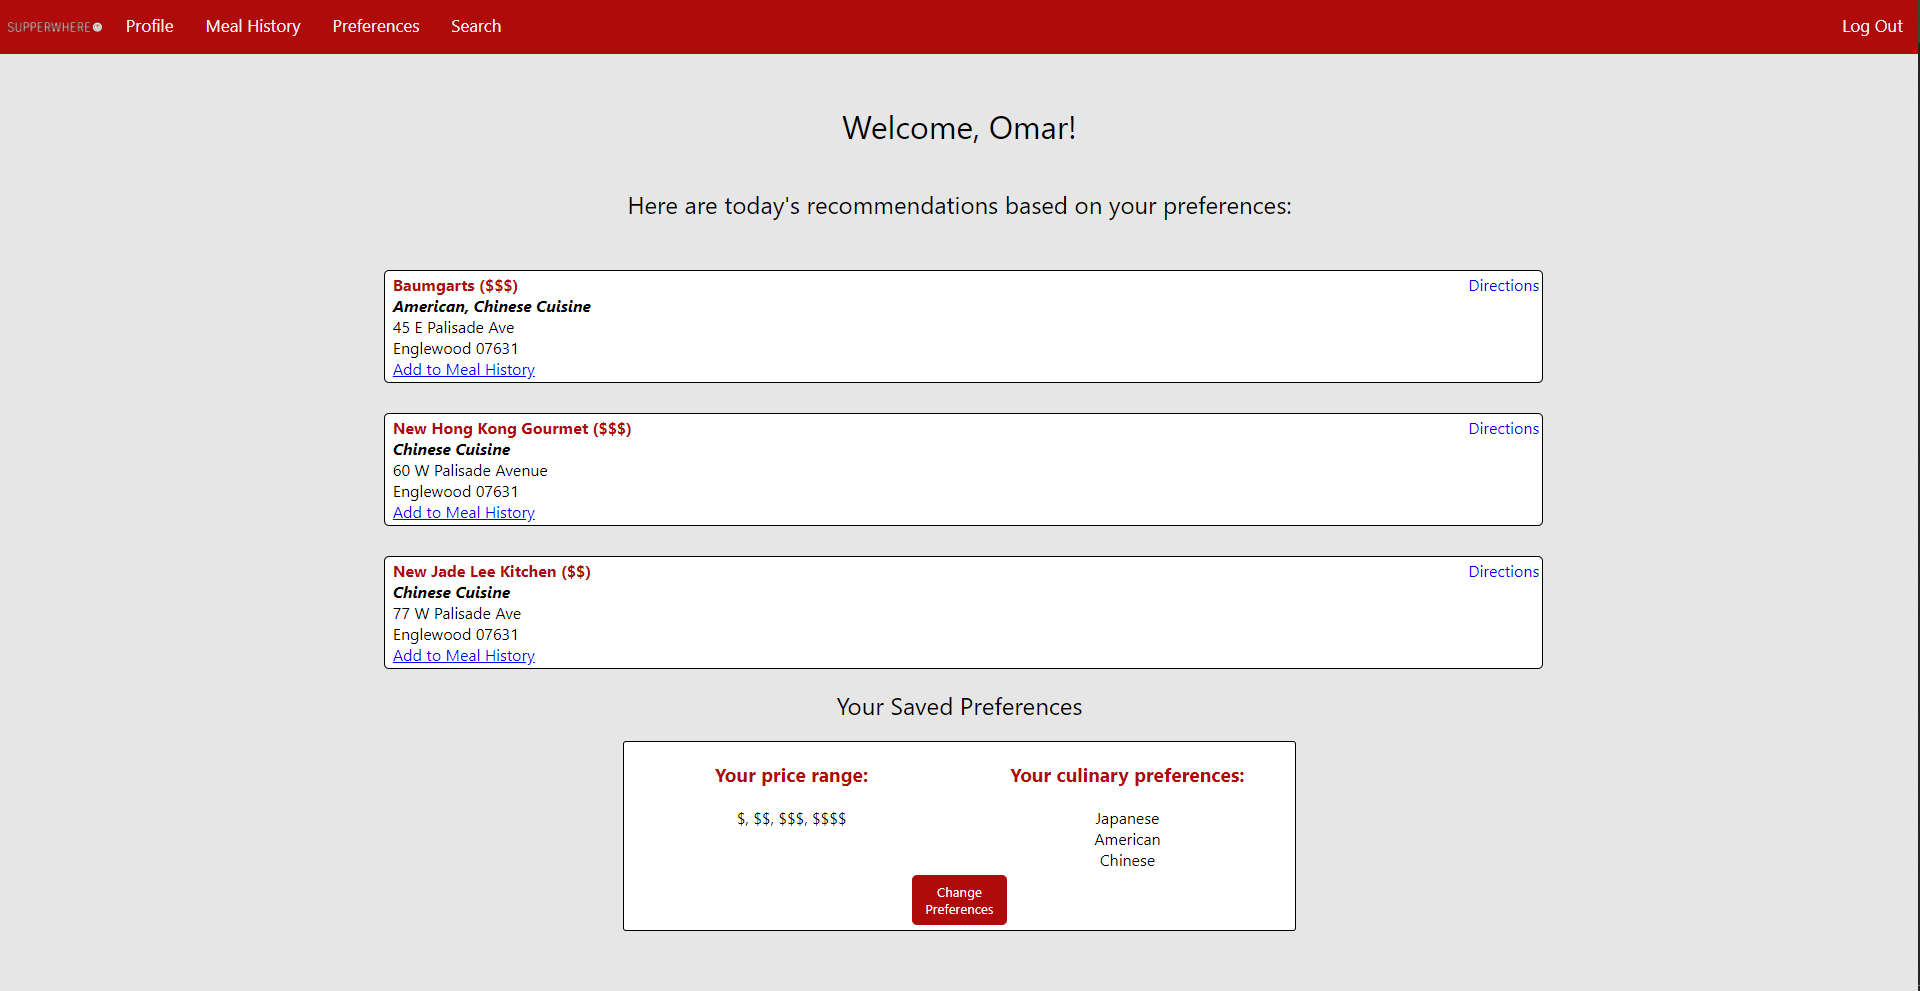 SUPPERWHERE Profile Meal History Preferences Search Log Out
Welcome, Omar!
Here are today's recommendations based on your preferences:
Baumgarts ($$$) Directions
American, Chinese Cuisine
45 E Palisade Ave
Englewood 07631
Add to Meal History
New Hong Kong Gourmet ($$$) Directions
Chinese Cuisine
60 W Palisade Avenue
Englewood 07631
Add to Meal History
New Jade Lee Kitchen ($$) Directions
Chinese Cuisine
77 W Palisade Ave
Englewood 07631
Add to Meal History
Your Saved Preferences
Your price range:
$, $$, $$$, $$$$
Your culinary preferences:
Japanese
American
Chinese
Change
Preferences